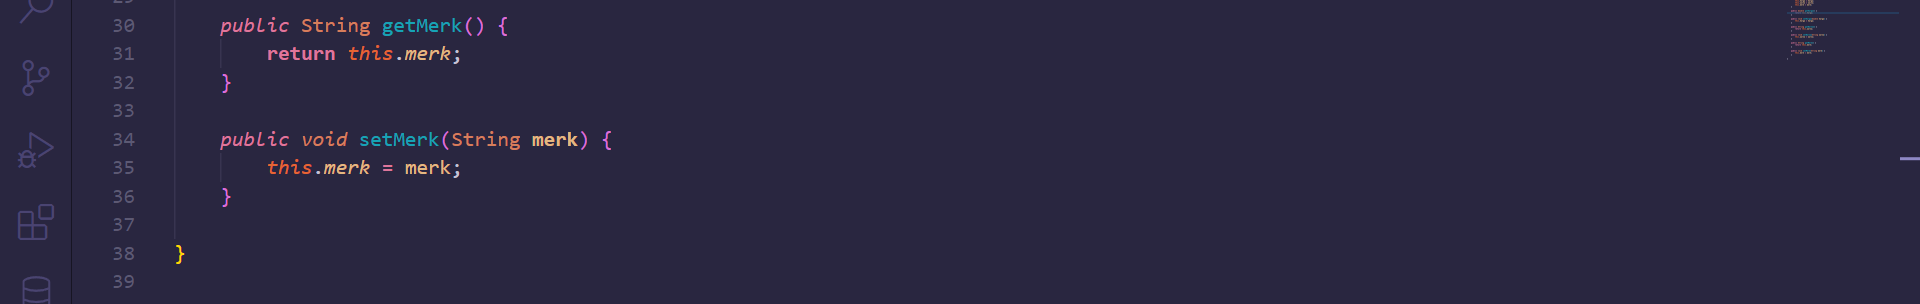 30 public String getMerk() {
31 return this.merk;
32 }
33
34 public void setMerk(String merk) {
35 this.merk = merk;
36 }
37
38 }
39